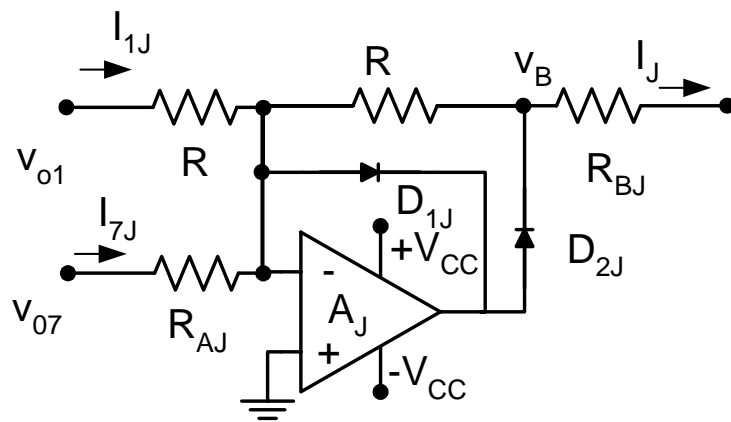 I1J
R
vB
IJ
vo1
R
RBJ
I7J
D1J
+VCC
D2J
v07
RAJ
-
AJ
+
-VCC